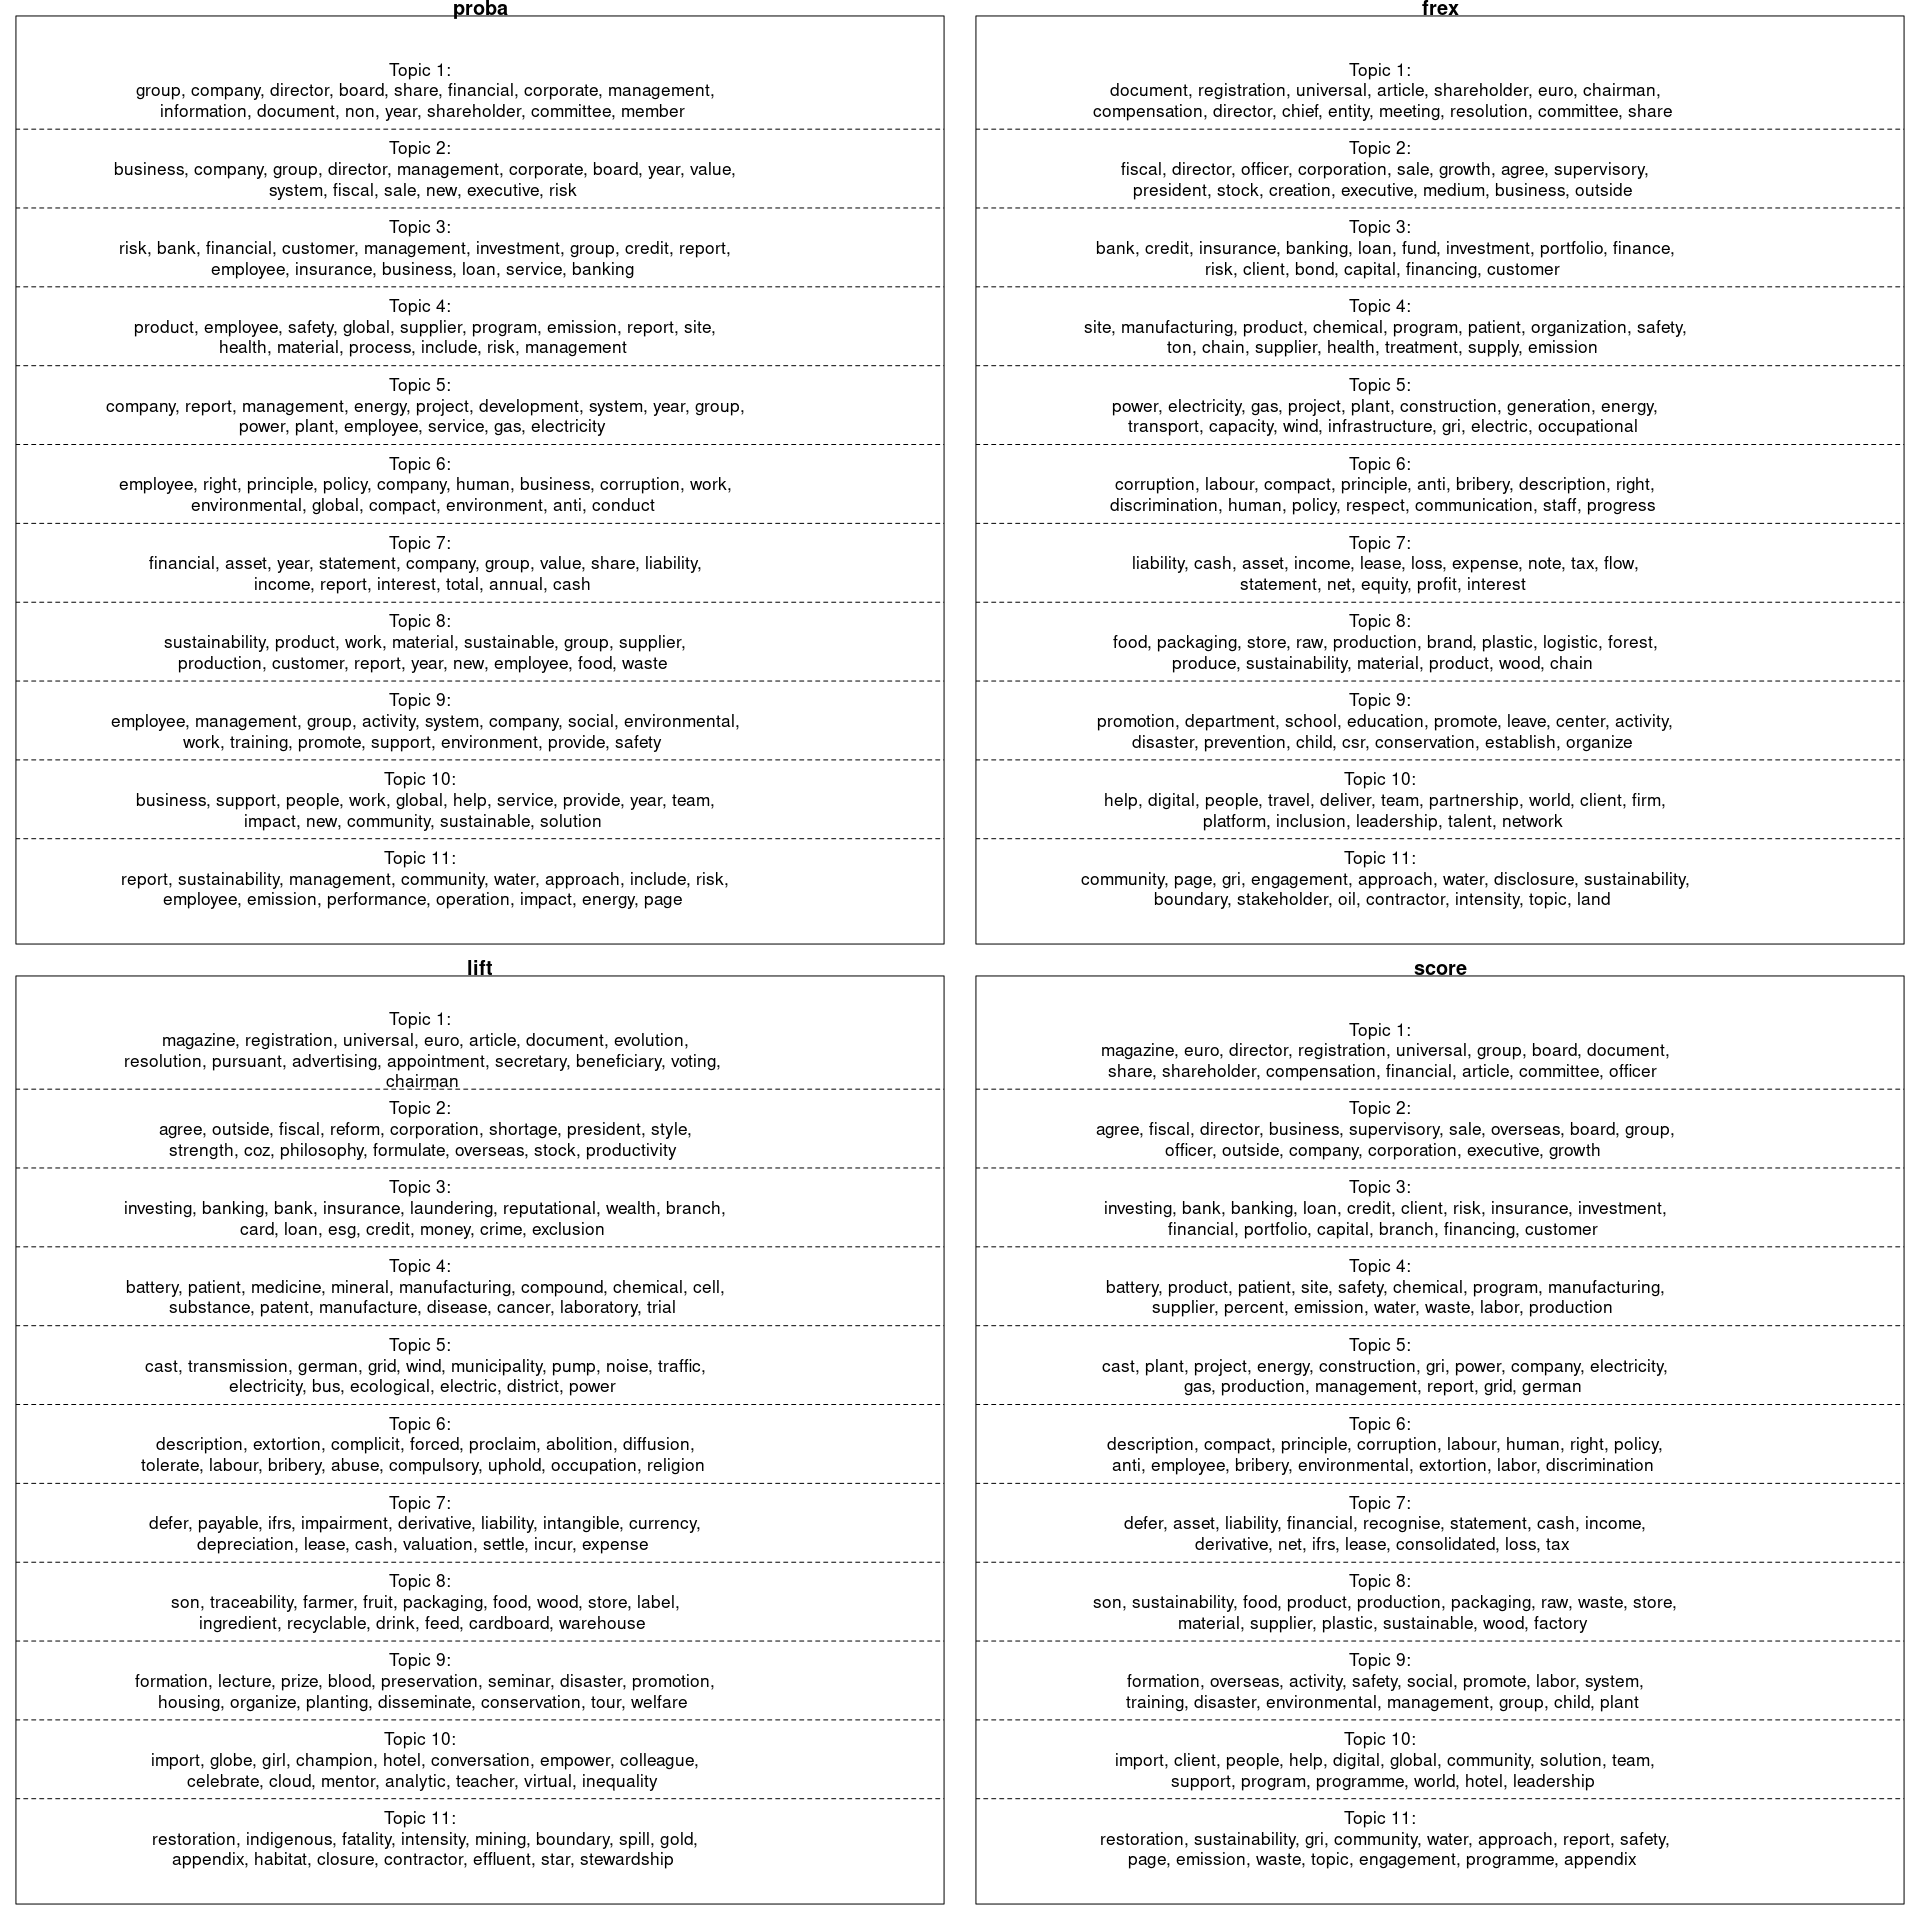 proba
Topic 1:
group, company, director, board, share, financial, corporate, management,
information, document, non, year, shareholder, committee, member
Topic 2:
business, company, group, director, management, corporate, board, year, value,
system, fiscal, sale, new, executive, risk
Topic 3:
risk, bank, financial, customer, management, investment, group, credit, report,
employee, insurance, business, loan, service, banking
Topic 4:
product, employee, safety, global, supplier, program, emission, report, site,
health, material, process, include, risk, management
Topic 5:
company, report, management, energy, project, development, system, year, group,
power, plant, employee, service, gas, electricity
Topic 6:
employee, right, principle, policy, company, human, business, corruption, work,
environmental, global, compact, environment, anti, conduct
Topic 7:
financial, asset, year, statement, company, group, value, share, liability,
income, report, interest, total, annual, cash
Topic 8:
sustainability, product, work, material, sustainable, group, supplier,
production, customer, report, year, new, employee, food, waste
Topic 9:
employee, management, group, activity, system, company, social, environmental,
work, training, promote, support, environment, provide, safety
Topic 10:
business, support, people, work, global, help, service, provide, year, team,
impact, new, community, sustainable, solution
Topic 11:
report, sustainability, management, community, water, approach, include, risk,
employee, emission, performance, operation, impact, energy, page
frex
Topic 1:
document, registration, universal, article, shareholder, euro, chairman,
compensation, director, chief, entity, meeting, resolution, committee, share
Topic 2:
fiscal, director, officer, corporation, sale, growth, agree, supervisory,
president, stock, creation, executive, medium, business, outside
Topic 3:
bank, credit, insurance, banking, loan, fund, investment, portfolio, finance,
risk, client, bond, capital, financing, customer
Topic 4:
site, manufacturing, product, chemical, program, patient, organization, safety,
ton, chain, supplier, health, treatment, supply, emission
Topic 5:
power, electricity, gas, project, plant, construction, generation, energy,
transport, capacity, wind, infrastructure, gri, electric, occupational
Topic 6:
corruption, labour, compact, principle, anti, bribery, description, right,
discrimination, human, policy, respect, communication, staff, progress
Topic 7:
liability, cash, asset, income, lease, loss, expense, note, tax, flow,
statement, net, equity, profit, interest
Topic 8:
food, packaging, store, raw, production, brand, plastic, logistic, forest,
produce, sustainability, material, product, wood, chain
Topic 9:
promotion, department, school, education, promote, leave, center, activity,
disaster, prevention, child, csr, conservation, establish, organize
Topic 10:
help, digital, people, travel, deliver, team, partnership, world, client, firm,
platform, inclusion, leadership, talent, network
Topic 11:
community, page, gri, engagement, approach, water, disclosure, sustainability,
boundary, stakeholder, oil, contractor, intensity, topic, land
lift
Topic 1:
magazine, registration, universal, euro, article, document, evolution,
resolution, pursuant, advertising, appointment, secretary, beneficiary, voting,
chairman
Topic 2:
agree, outside, fiscal, reform, corporation, shortage, president, style,
strength, coz, philosophy, formulate, overseas, stock, productivity
Topic 3:
investing, banking, bank, insurance, laundering, reputational, wealth, branch,
card, loan, esg, credit, money, crime, exclusion
Topic 4:
battery, patient, medicine, mineral, manufacturing, compound, chemical, cell,
substance, patent, manufacture, disease, cancer, laboratory, trial
Topic 5:
cast, transmission, german, grid, wind, municipality, pump, noise, traffic,
electricity, bus, ecological, electric, district, power
Topic 6:
description, extortion, complicit, forced, proclaim, abolition, diffusion,
tolerate, labour, bribery, abuse, compulsory, uphold, occupation, religion
Topic 7:
defer, payable, ifrs, impairment, derivative, liability, intangible, currency,
depreciation, lease, cash, valuation, settle, incur, expense
Topic 8:
son, traceability, farmer, fruit, packaging, food, wood, store, label,
ingredient, recyclable, drink, feed, cardboard, warehouse
Topic 9:
formation, lecture, prize, blood, preservation, seminar, disaster, promotion,
housing, organize, planting, disseminate, conservation, tour, welfare
Topic 10:
import, globe, girl, champion, hotel, conversation, empower, colleague,
celebrate, cloud, mentor, analytic, teacher, virtual, inequality
Topic 11:
restoration, indigenous, fatality, intensity, mining, boundary, spill, gold,
appendix, habitat, closure, contractor, effluent, star, stewardship
score
Topic 1:
magazine, euro, director, registration, universal, group, board, document,
share, shareholder, compensation, financial, article, committee, officer
Topic 2:
agree, fiscal, director, business, supervisory, sale, overseas, board, group,
officer, outside, company, corporation, executive, growth
Topic 3:
investing, bank, banking, loan, credit, client, risk, insurance, investment,
financial, portfolio, capital, branch, financing, customer
Topic 4:
battery, product, patient, site, safety, chemical, program, manufacturing,
supplier, percent, emission, water, waste, labor, production
Topic 5:
cast, plant, project, energy, construction, gri, power, company, electricity,
gas, production, management, report, grid, german
Topic 6:
description, compact, principle, corruption, labour, human, right, policy,
anti, employee, bribery, environmental, extortion, labor, discrimination
Topic 7:
defer, asset, liability, financial, recognise, statement, cash, income,
derivative, net, ifrs, lease, consolidated, loss, tax
Topic 8:
son, sustainability, food, product, production, packaging, raw, waste, store,
material, supplier, plastic, sustainable, wood, factory
Topic 9:
formation, overseas, activity, safety, social, promote, labor, system,
training, disaster, environmental, management, group, child, plant
Topic 10:
import, client, people, help, digital, global, community, solution, team,
support, program, programme, world, hotel, leadership
Topic 11:
restoration, sustainability, gri, community, water, approach, report, safety,
page, emission, waste, topic, engagement, programme, appendix